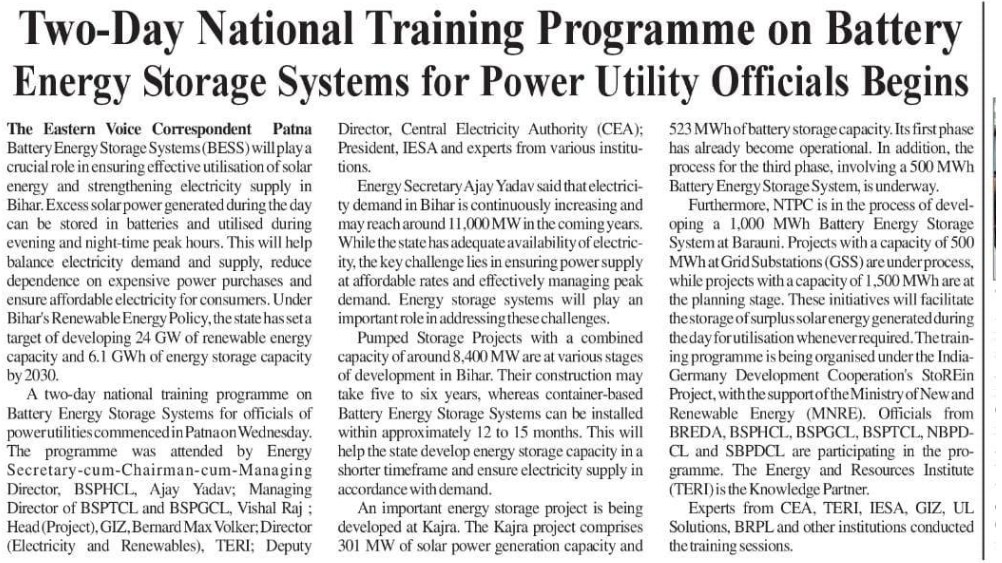 Two-Day National Training Programme on Battery
Energy Storage Systems for Power Utility Officials Begins
The Eastern Voice Correspondent Patna
Battery Energy Storage Systems (BESS) will play a
crucial role in ensuring effective utilisation of solar
energy and strengthening electricity supply in
Bihar. Excess solar power generated during the day
can be stored in batteries and utilised during
evening and night-time peak hours. This will help
balance electricity demand and supply, reduce
dependence on expensive power purchases and
ensure affordable electricity for consumers. Under
Bihar's Renewable Energy Policy, the state has set a
target of developing 24 GW of renewable energy
capacity and 6.1 GWh of energy storage capacity
by 2030.
A two-day national training programme on
Battery Energy Storage Systems for officials of
power utilities commenced in Patna on Wednesday.
The programme was attended by Energy
Secretary-cum-Chairman-cum-Managing
Director, BSPHCL, Ajay Yadav; Managing
Director of BSPTCL and BSPGCL, Vishal Raj ;
Head (Project), GIZ, Bernard Max Volker; Director
(Electricity and Renewables), TERI; Deputy
Director, Central Electricity Authority (CEA);
President, IESA and experts from various institu-
tions.
Energy Secretary Ajay Yadav said that electrici-
ty demand in Bihar is continuously increasing and
may reach around 11,000 MW in the coming years.
While the state has adequate availability of electric-
ity, the key challenge lies in ensuring power supply
at affordable rates and effectively managing peak
demand. Energy storage systems will play an
important role in addressing these challenges.
Pumped Storage Projects with a combined
capacity of around 8,400 MW are at various stages
of development in Bihar. Their construction may
take five to six years, whereas container-based
Battery Energy Storage Systems can be installed
within approximately 12 to 15 months. This will
help the state develop energy storage capacity in a
shorter timeframe and ensure electricity supply in
accordance with demand.
An important energy storage project is being
developed at Kajra. The Kajra project comprises
301 MW of solar power generation capacity and
523 MWh of battery storage capacity. Its first phase
has already become operational. In addition, the
process for the third phase, involving a 500 MWh
Battery Energy Storage System, is underway.
Furthermore, NTPC is in the process of devel-
oping a 1,000 MWh Battery Energy Storage
System at Barauni. Projects with a capacity of 500
MWh at Grid Substations (GSS) are under process,
while projects with a capacity of 1,500 MWh are at
the planning stage. These initiatives will facilitate
the storage of surplus solar energy generated during
the day for utilisation whenever required. The train-
ing programme is being organised under the India-
Germany Development Cooperation's StoREin
Project, with the support of the Ministry of New and
Renewable Energy (MNRE). Officials from
BREDA, BSPHCL, BSPGCL, BSPTCL, NBPD-
CL and SBPDCL are participating in the pro-
gramme. The Energy and Resources Institute
(TERI) is the Knowledge Partner.
Experts from CEA, TERI, IESA, GIZ, UL
Solutions, BRPL and other institutions conducted
the training sessions.